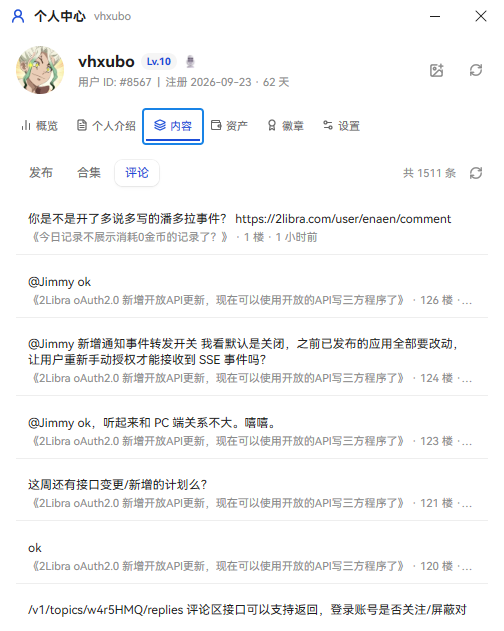 个人中心 vhxubo
vhxubo Lv.10
用户 ID: #8567 | 注册 2026-09-23 · 62 天
概览 个人介绍 内容 资产 徽章 设置
发布 合集 评论 共 1511 条
你是不是开了多说多写的潘多拉事件? https://2libra.com/user/enaen/comment
《今日记录不展示消耗0金币的记录了? 》 · 1 楼 · 1 小时前
@Jimmy ok
《2Libra oAuth2.0 新增开放API更新，现在可以使用开放的API写三方程序了》 · 126 楼 ·...
@Jimmy 新增通知事件转发开关 我看默认是关闭，之前已发布的应用全部要改动，
让用户重新手动授权才能接收到 SSE 事件吗?
《2Libra oAuth2.0 新增开放API更新，现在可以使用开放的API写三方程序了》 · 124 楼 ·...
@Jimmy ok，听起来和 PC 端关系不大。嘻嘻。
《2Libra oAuth2.0 新增开放API更新，现在可以使用开放的API写三方程序了》 · 123 楼 ·...
这周还有接口变更/新增的计划么?
《2Libra oAuth2.0 新增开放API更新，现在可以使用开放的API写三方程序了》 · 121 楼 ·...
ok
《2Libra oAuth2.0 新增开放API更新，现在可以使用开放的API写三方程序了》 · 120 楼 ·...
/v1/topics/w4r5HMQ/replies 评论区接口可以支持返回，登录账号是否关注/屏蔽对